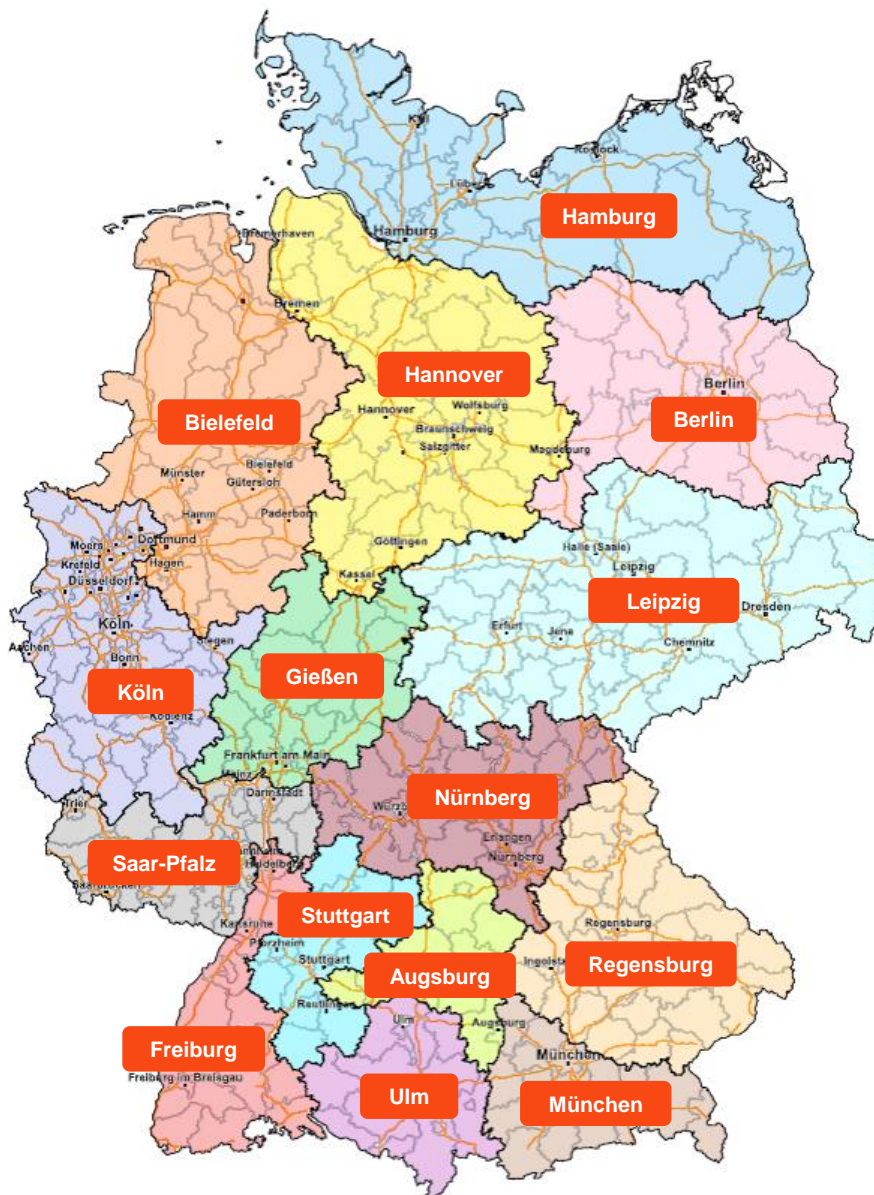 Kiel
Rostock
Lübeck
Hamburg
Hamburg
Bremerhaven
Bremen
Hannover
Berlin
Berlin
Wolfsburg
Hannover
Bielefeld
Braunschweig
Salzgitter
Magdeburg
Bielefeld
Münster
Gütersloh
Hamm
Paderborn
Dortmund
Moers
Göttingen
Halle (Saale)
Krefeld
Hagen
Leipzig
Düsseldorf
Kassel
Leipzig
Dresden
Köln
Erfurt
Jena
Chemnitz
Siegen
Aachen
Bonn
Gießen
Köln
Koblenz
Frankfurt am Main
Mainz
Darmstadt
Nürnberg
Trier
Würzb
Erlangen
Saar-Pfalz
Heidelberg
Nürnberg
Saarbrücken
Stuttgart
Karlsruhe
Regensburg
Pforzheim
Stuttgart
Augsburg
Ingolsta
Regensburg
Reutlingen
Ulm
Augsburg
Freiburg
München
Freiburg im Breisgau
Ulm
München